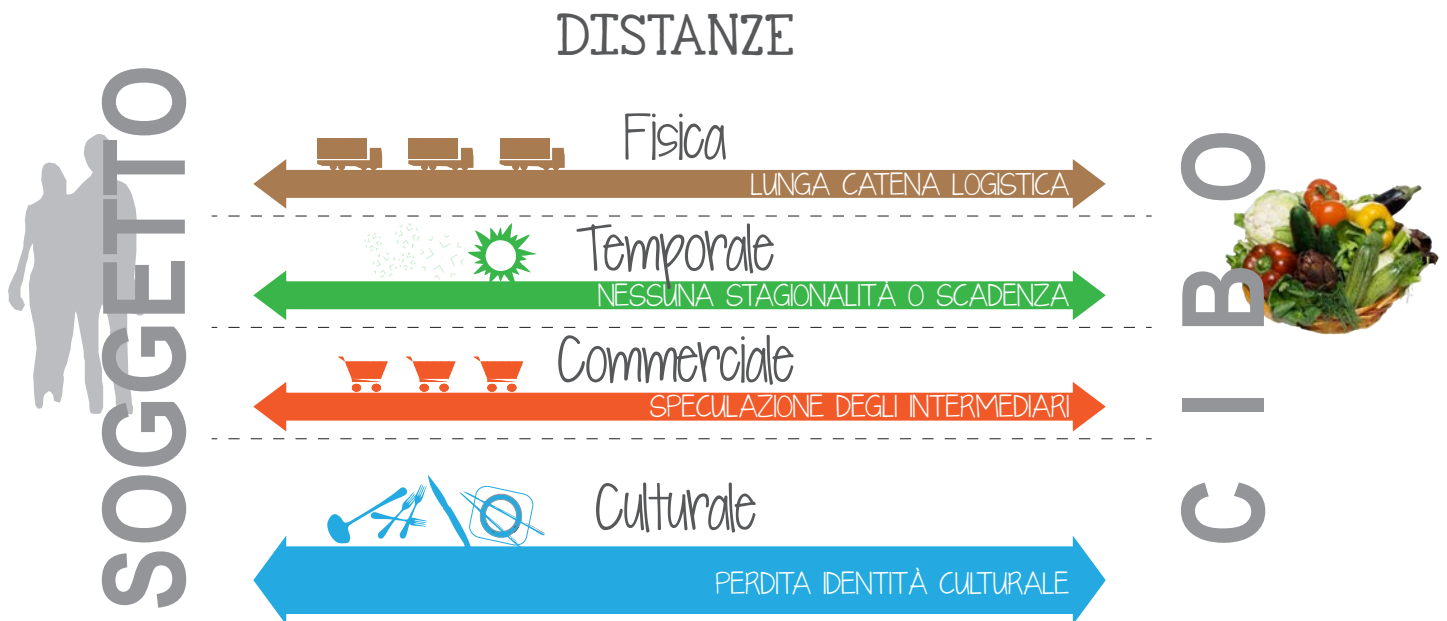 DISTANZE
SOGGETTO
Fisica
LUNGA CATENA LOGISTICA
Temporale
NESSUNA STAGIONALITÀ O SCADENZA
Commerciale
SPECULAZIONE DEGLI INTERMEDIARI
Culturale
PERDITA IDENTITÀ CULTURALE
CIBO